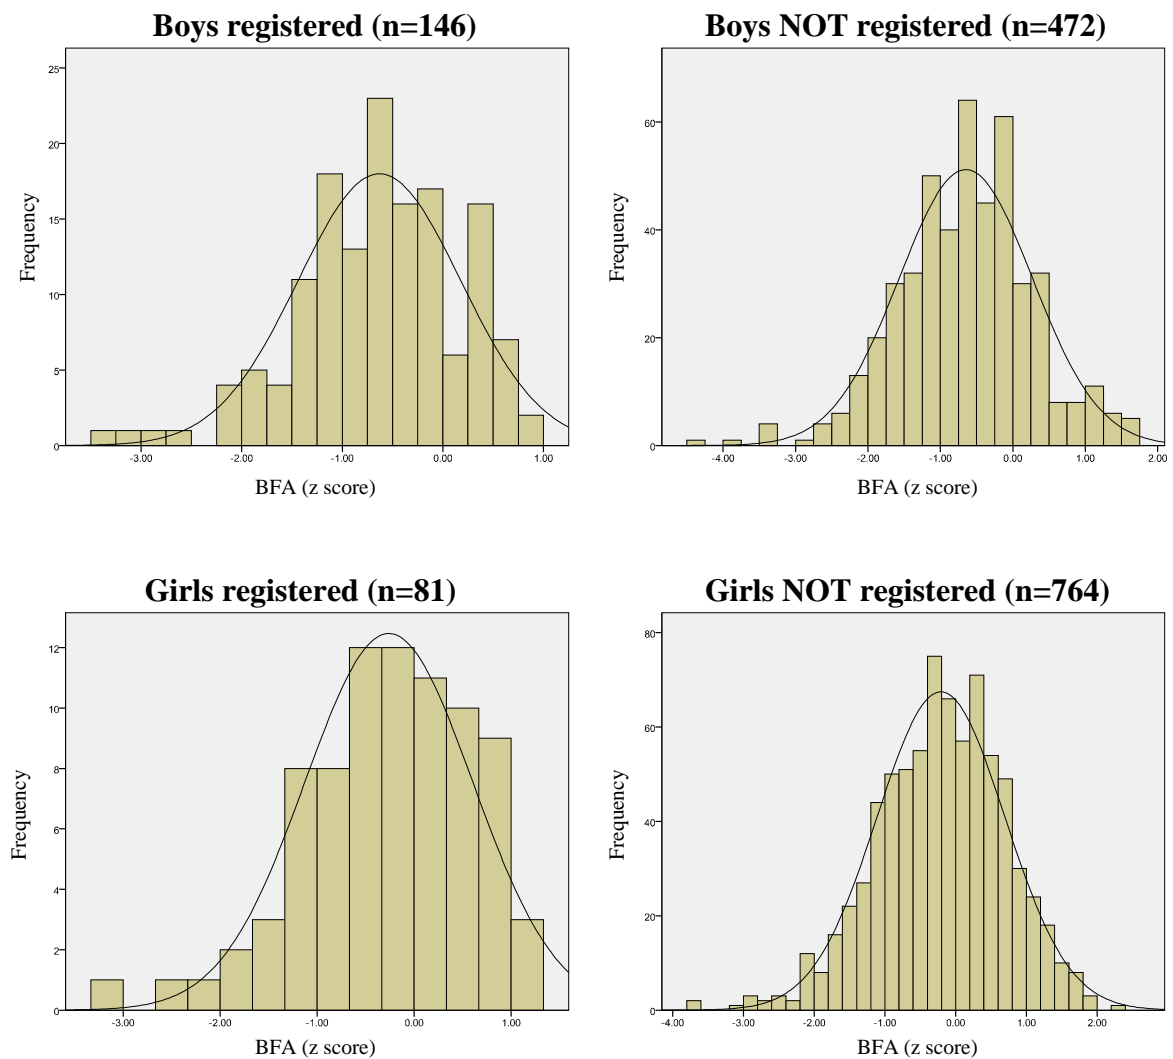 Boys registered (n=146)
25
20
15
10
5
0
Frequency
-3.00 -2.00 -1.00 0.00 1.00
BFA (z score)
Boys NOT registered (n=472)
60
40
20
0
Frequency
-4.00 -3.00 -2.00 -1.00 0.00 1.00 2.00
BFA (z score)
Girls registered (n=81)
12
10
8
6
4
2
0
Frequency
-3.00 -2.00 -1.00 0.00 1.00
BFA (z score)
Girls NOT registered (n=764)
80
60
40
20
0
Frequency
-4.00 -3.00 -2.00 -1.00 0.00 1.00 2.00
BFA (z score)